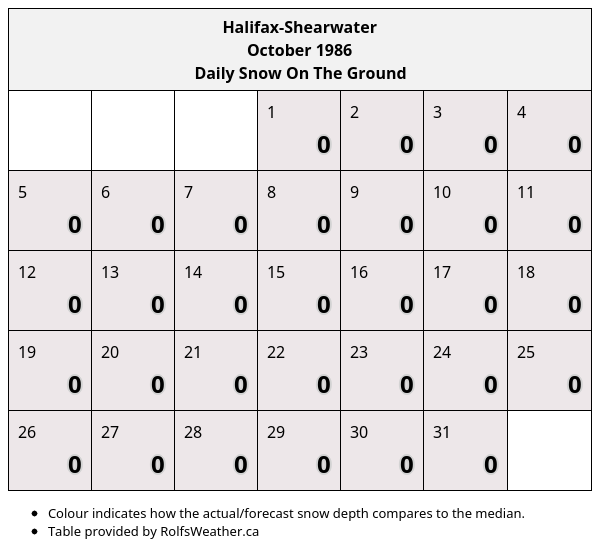 Halifax-Shearwater
October 1986
Daily Snow On The Ground
1 2 3 4
0 0 0 0
5 6 7 8 9 10 11
0 0 0 0 0 0 0
12 13 14 15 16 17 18
0 0 0 0 0 0 0
19 20 21 22 23 24 25
0 0 0 0 0 0 0
26 27 28 29 30 31
0 0 0 0 0 0
• Colour indicates how the actual/forecast snow depth compares to the median.
• Table provided by RolfsWeather.ca